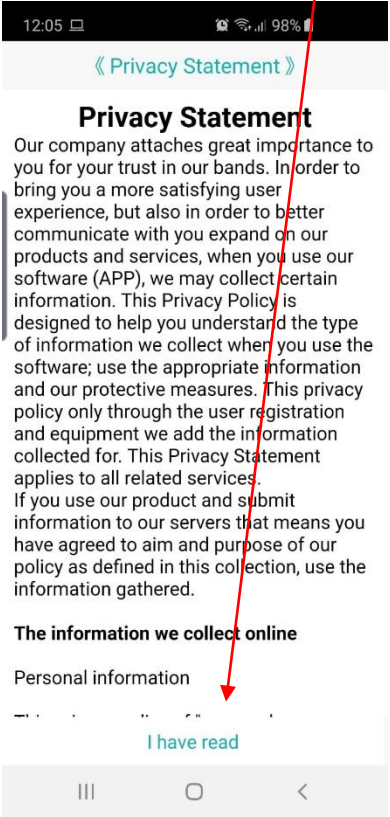 12:05 98%
《 Privacy Statement 》
Privacy Statement
Our company attaches great importance to
you for your trust in our bands. In order to
bring you a more satisfying user
experience, but also in order to better
communicate with you expand on our
products and services, when you use our
software (APP), we may collect certain
information. This Privacy Policy is
designed to help you understand the type
of information we collect when you use the
software; use the appropriate information
and our protective measures. This privacy
policy only through the user registration
and equipment we add the information
collected for. This Privacy Statement
applies to all related services.
If you use our product and submit
information to our servers that means you
have agreed to aim and purpose of our
policy as defined in this collection, use the
information gathered.
The information we collect online
Personal information
I have read